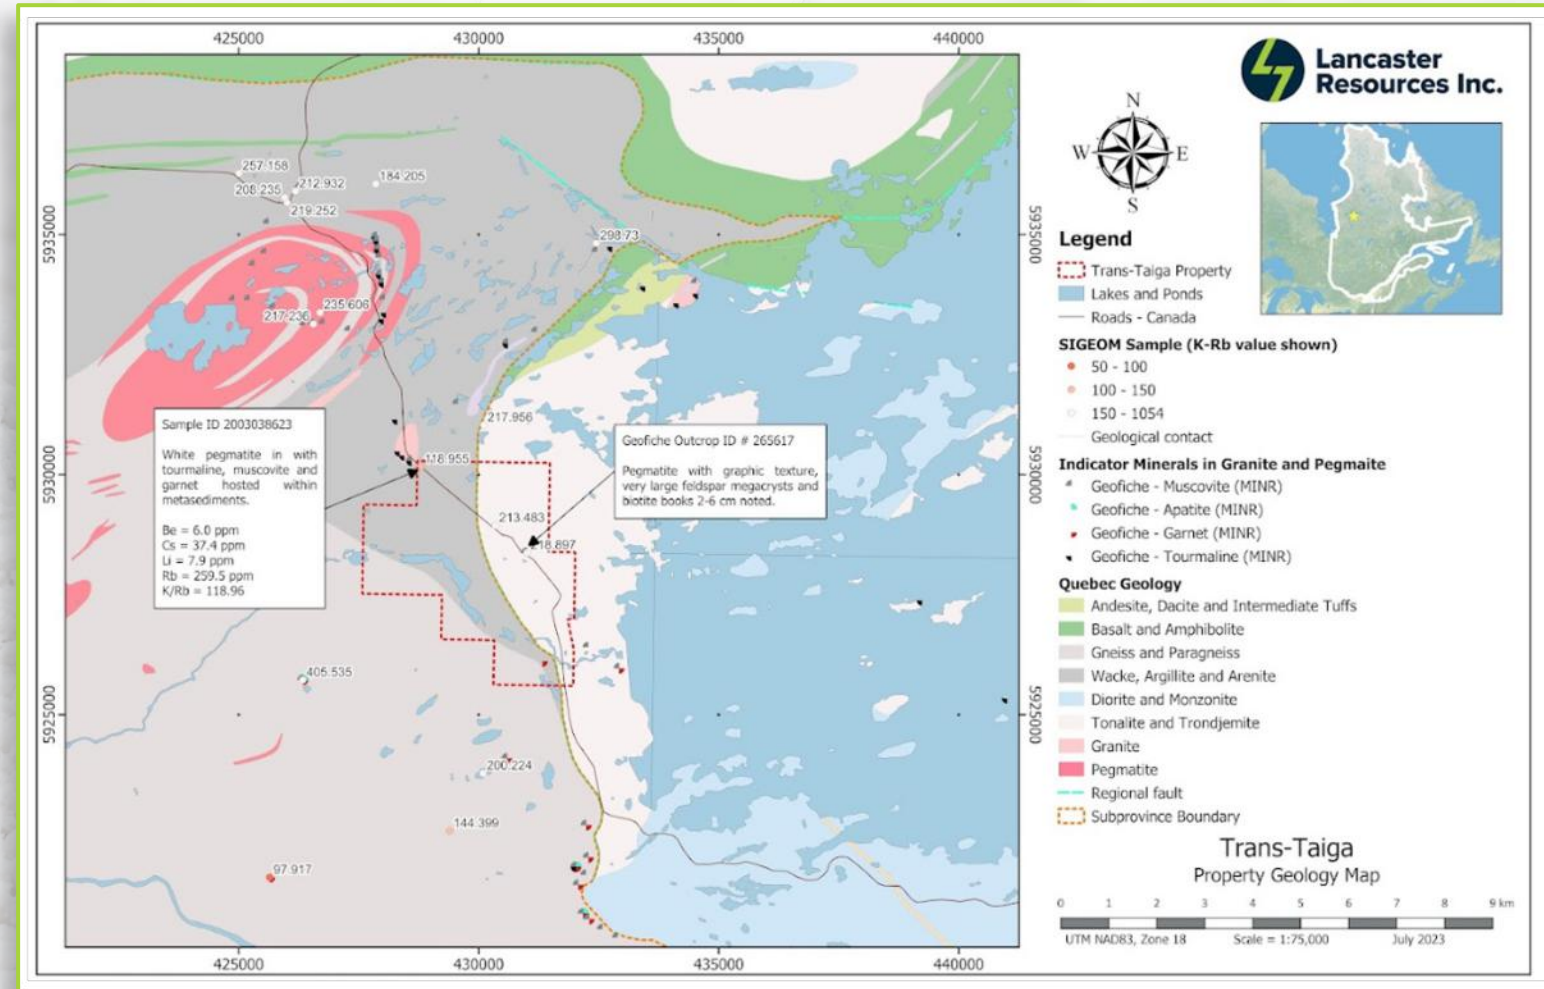 425000
430000
435000
440000
Lancaster
Resources Inc.
N
W
E
S
257.158
208.235
212.932
184.205
219.252
298.73
5935000
5935000
217.236
235.606
217.956
Sample ID 2003038623
White pegmatite in with
tourmaline, muscovite and
garnet hosted within
metasediments.
Be = 6.0 ppm
Cs = 37.4 ppm
Li = 7.9 ppm
Rb = 259.5 ppm
K/Rb = 118.96
Geofiche Outcrop ID # 265617
Pegmatite with graphic texture,
very large feldspar megacrysts and
biotite books 2-6 cm noted.
118.955
5930000
5930000
213.483
218.897
405.535
5925000
5925000
200.224
144.399
97.917
425000
430000
435000
440000
Legend
Trans-Taiga Property
Lakes and Ponds
Roads - Canada
SIGEOM Sample (K-Rb value shown)
50 - 100
100 - 150
150 - 1054
Geological contact
Indicator Minerals in Granite and Pegmaite
Geofiche - Muscovite (MINR)
Geofiche - Apatite (MINR)
Geofiche - Garnet (MINR)
Geofiche - Tourmaline (MINR)
Quebec Geology
Andesite, Dacite and Intermediate Tuffs
Basalt and Amphibolite
Gneiss and Paragneiss
Wacke, Argillite and Arenite
Diorite and Monzonite
Tonalite and Trondjemite
Granite
Pegmatite
Regional fault
Subprovince Boundary
Trans-Taiga
Property Geology Map
0 1 2 3 4 5 6 7 8 9 km
UTM NAD83, Zone 18 Scale = 1:75,000 July 2023